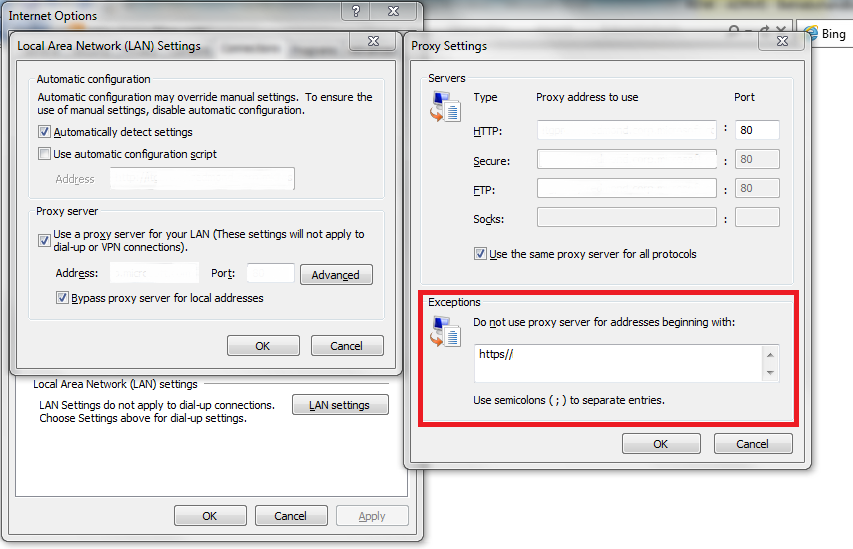 Internet Options
?
Bing
Local Area Network (LAN) Settings
Connections
Programs
Automatic configuration
Automatic configuration may override manual settings. To ensure the
use of manual settings, disable automatic configuration.
Automatically detect settings
Use automatic configuration script
Address
Proxy server
Use a proxy server for your LAN (These settings will not apply to
dial-up or VPN connections).
Address:
Port:
Advanced
Bypass proxy server for local addresses
OK
Cancel
Local Area Network (LAN) settings
LAN Settings do not apply to dial-up connections.
Choose Settings above for dial-up settings.
LAN settings
OK
Cancel
Apply
Proxy Settings
Servers
Type
Proxy address to use
Port
HTTP:
:
80
Secure:
:
80
FTP:
:
80
Socks:
:
Use the same proxy server for all protocols
Exceptions
Do not use proxy server for addresses beginning with:
https//
Use semicolons ( ; ) to separate entries.
OK
Cancel